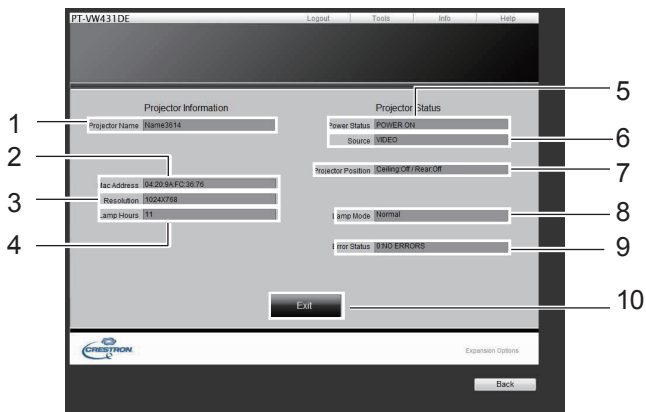 PT-VW431DE
Logout Tools Info Help
Projector Information
Projector Status
1 Projector Name Name3614
2
Mac Address 04:20:9A:FC:36:76
3 Resolution 1024X768
Lamp Hours 11
4
5
Power Status POWER ON
Source VIDEO 6
Projector Position Ceiling:Off / Rear:Off 7
Lamp Mode Normal 8
Error Status 0:NO ERRORS 9
Exit 10
CRESTRON
Expansion Options
Back